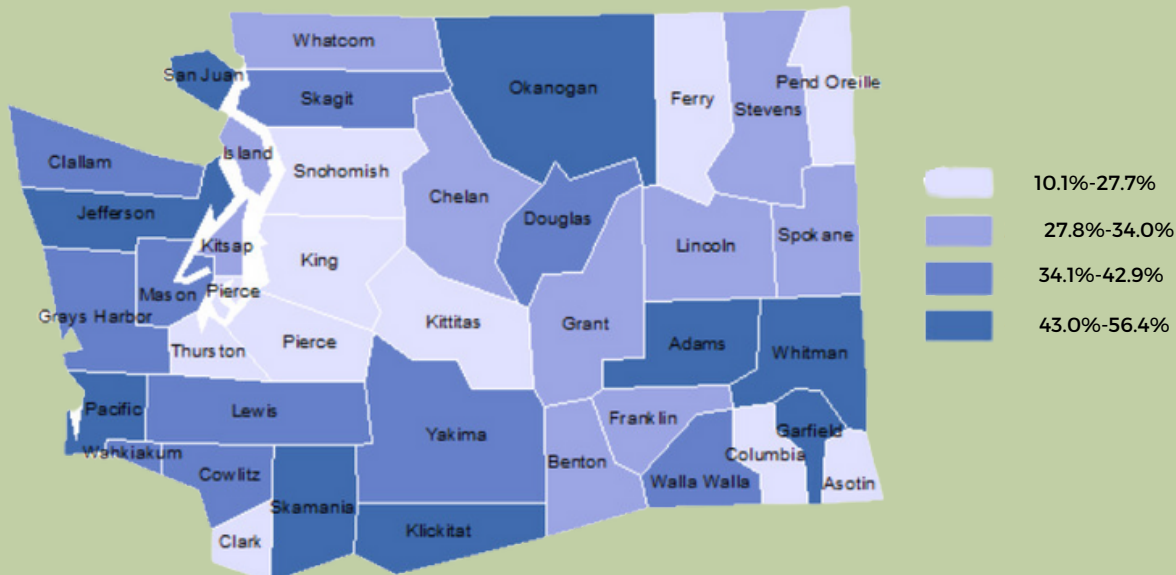 Whatcom
San Juan
Skagit
Okanogan
Ferry
Stevens
Pend Oreille
Clallam
Island
Snohomish
Chelan
Jefferson
Kitsap
Douglas
Lincoln
Spokane
King
Mason
Pierce
Grays Harbor
Thurston
Pierce
Kittitas
Grant
Adams
Whitman
Pacific
Lewis
Yakima
Franklin
Garfield
Wahkiakum
Cowlitz
Benton
Walla Walla
Columbia
Asotin
Skamania
Klickitat
Clark
10.1%-27.7%
27.8%-34.0%
34.1%-42.9%
43.0%-56.4%